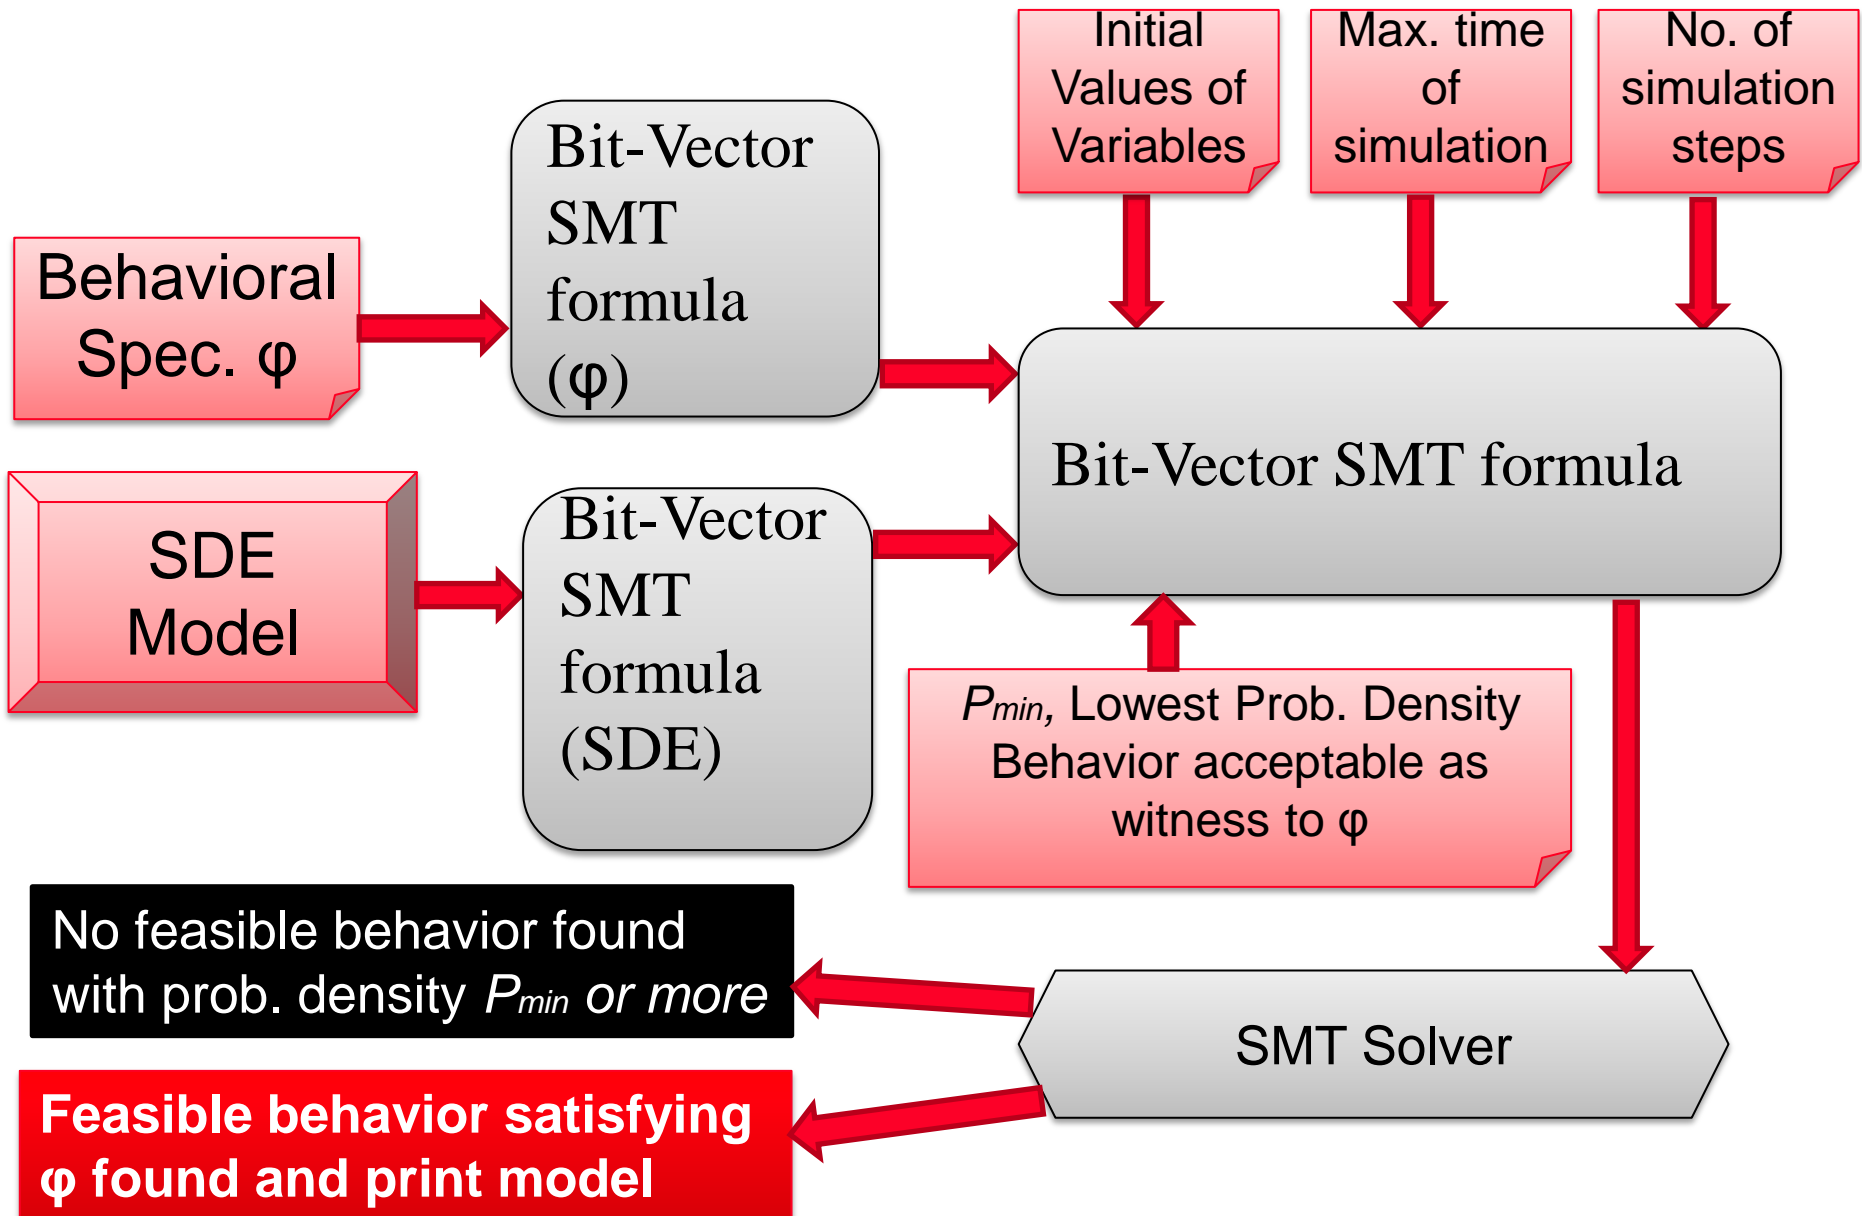 Initial
Values of
Variables
Max. time
of
simulation
No. of
simulation
steps
Bit-Vector
SMT
formula
(φ)
Behavioral
Spec. φ
Bit-Vector SMT formula
SDE
Model
Bit-Vector
SMT
formula
(SDE)
Pmin, Lowest Prob. Density
Behavior acceptable as
witness to φ
No feasible behavior found
with prob. density Pmin or more
SMT Solver
Feasible behavior satisfying
φ found and print model